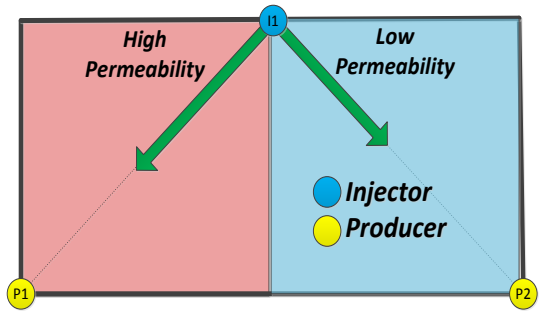 I1
High
Permeability
Low
Permeability
Injector
Producer
P1
P2